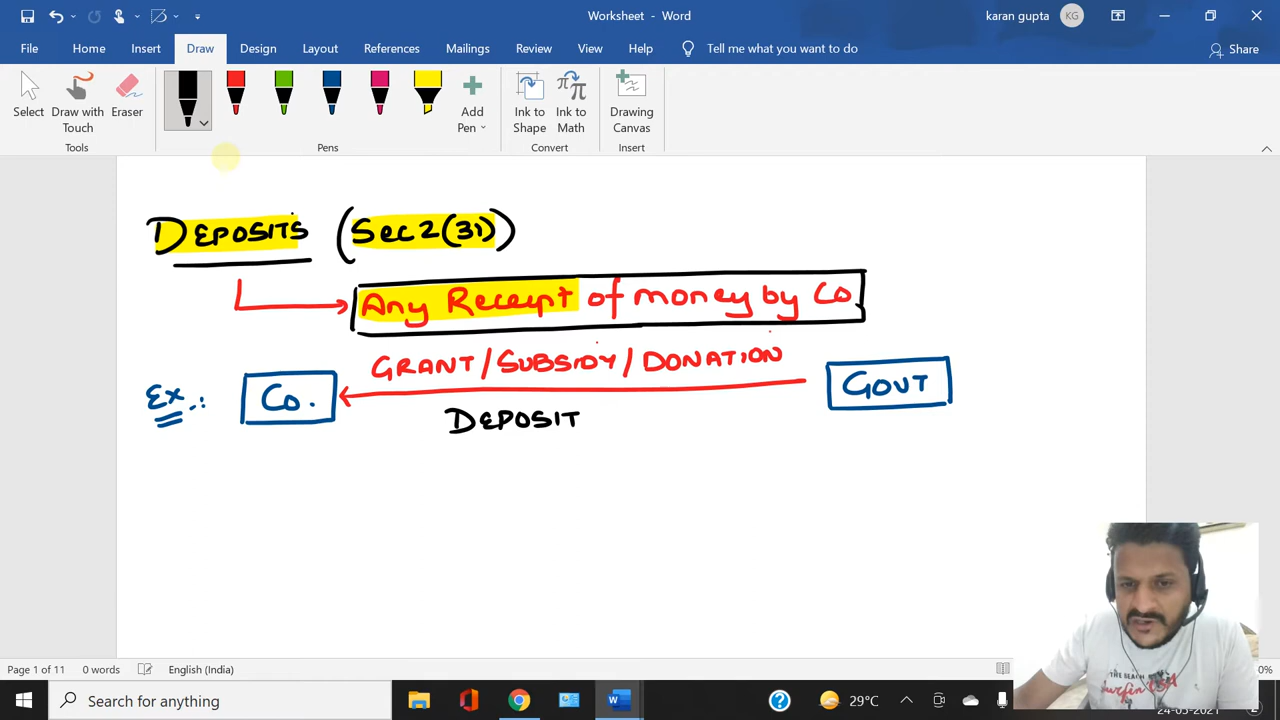 Worksheet - Word
karan gupta KG
File Home Insert Draw Design Layout References Mailings Review View Help Tell me what you want to do Share
Select Draw with Touch Eraser Add Pen Ink to Shape Ink to Math Drawing Canvas
Tools Pens Convert Insert
DEPOSITS (Sec 2(31))
Any Receipt of money by Co
GRANT/SUBSIDY/DONATION
Ex.: Co. GOVT
DEPOSIT
Page 1 of 11 0 words English (India)
Search for anything 29°C